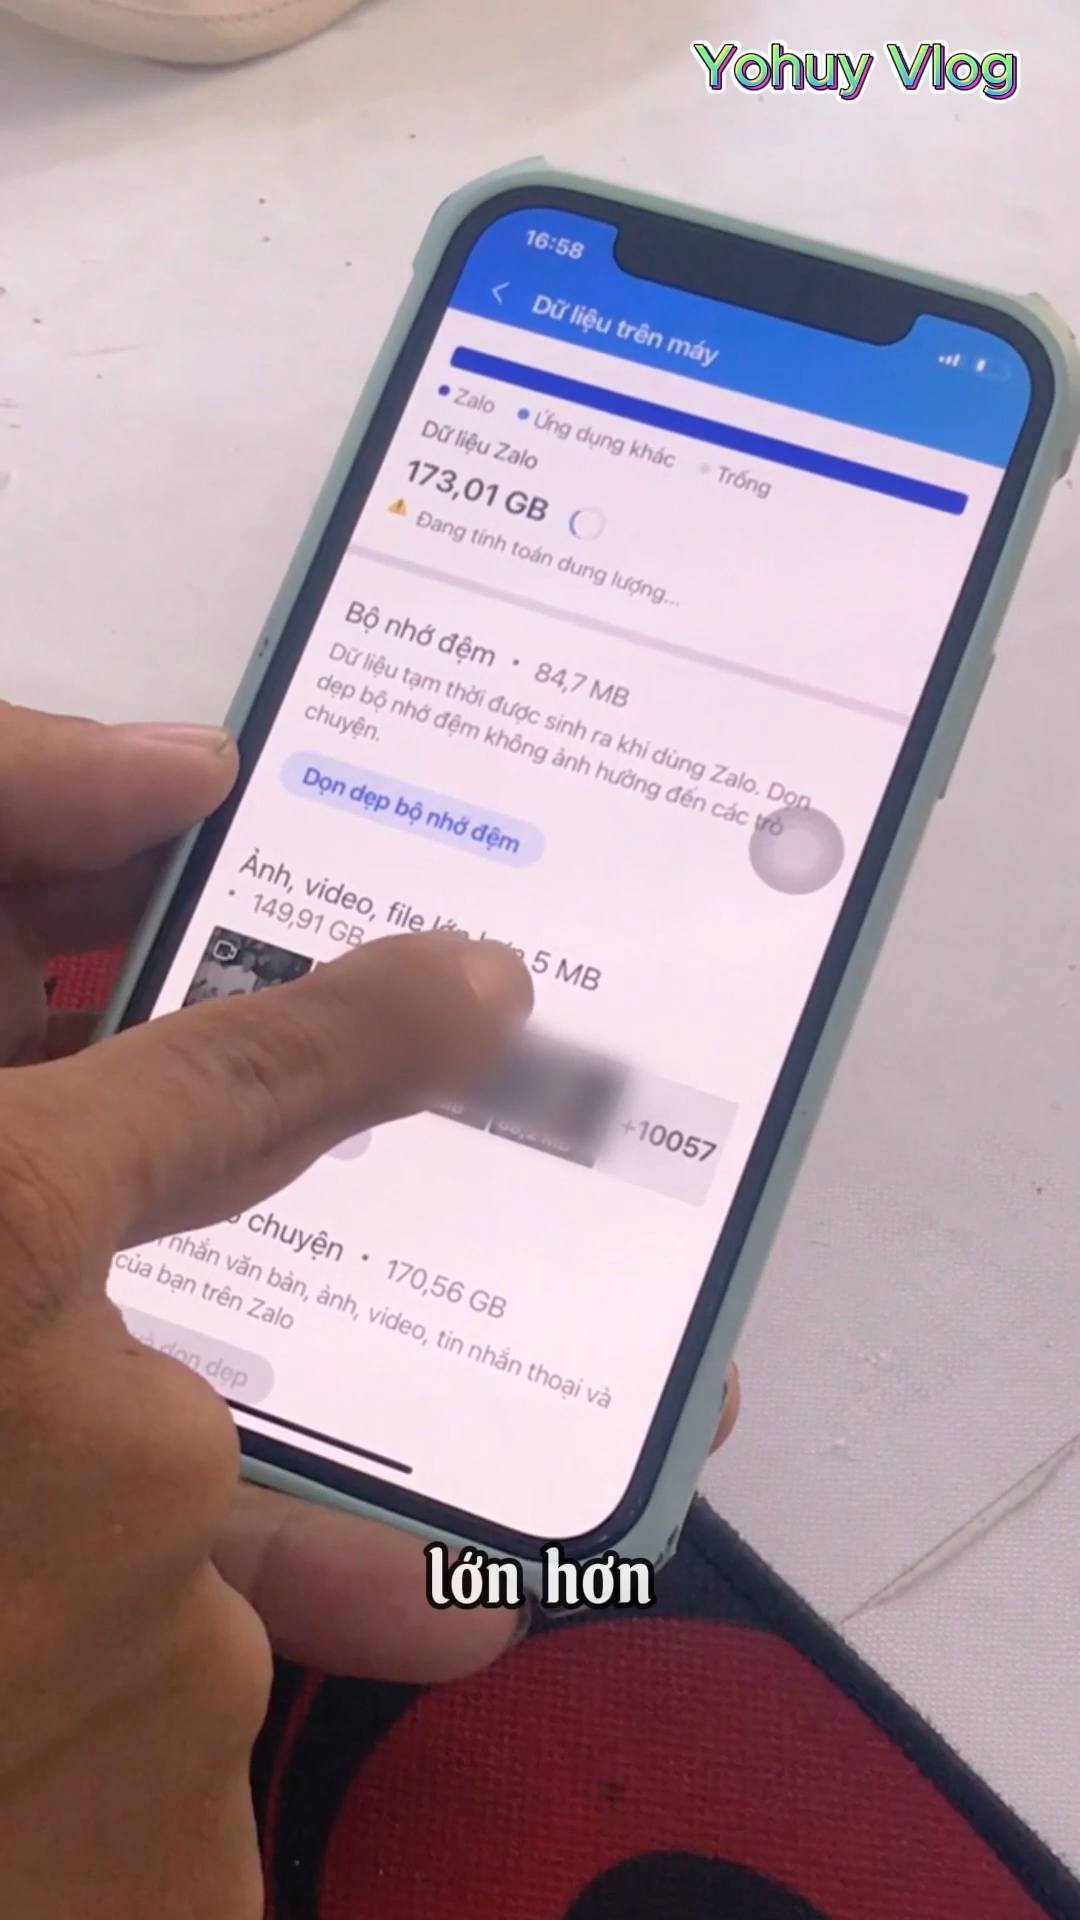 Yohuy Vlog
16:58
Dữ liệu trên máy
Zalo
Ứng dụng khác
Trống
Dữ liệu Zalo
173,01 GB
Đang tính toán dung lượng...
Bộ nhớ đệm • 84,7 MB
Dữ liệu tạm thời được sinh ra khi dùng Zalo. Dọn
dẹp bộ nhớ đệm không ảnh hưởng đến các trò
chuyện.
Dọn dẹp bộ nhớ đệm
Ảnh, video, file lớn hơn 5 MB
• 149,91 GB
+10057
chuyện • 170,56 GB
nhắn văn bản, ảnh, video, tin nhắn thoại và
của bạn trên Zalo
dọn dẹp
lớn hơn